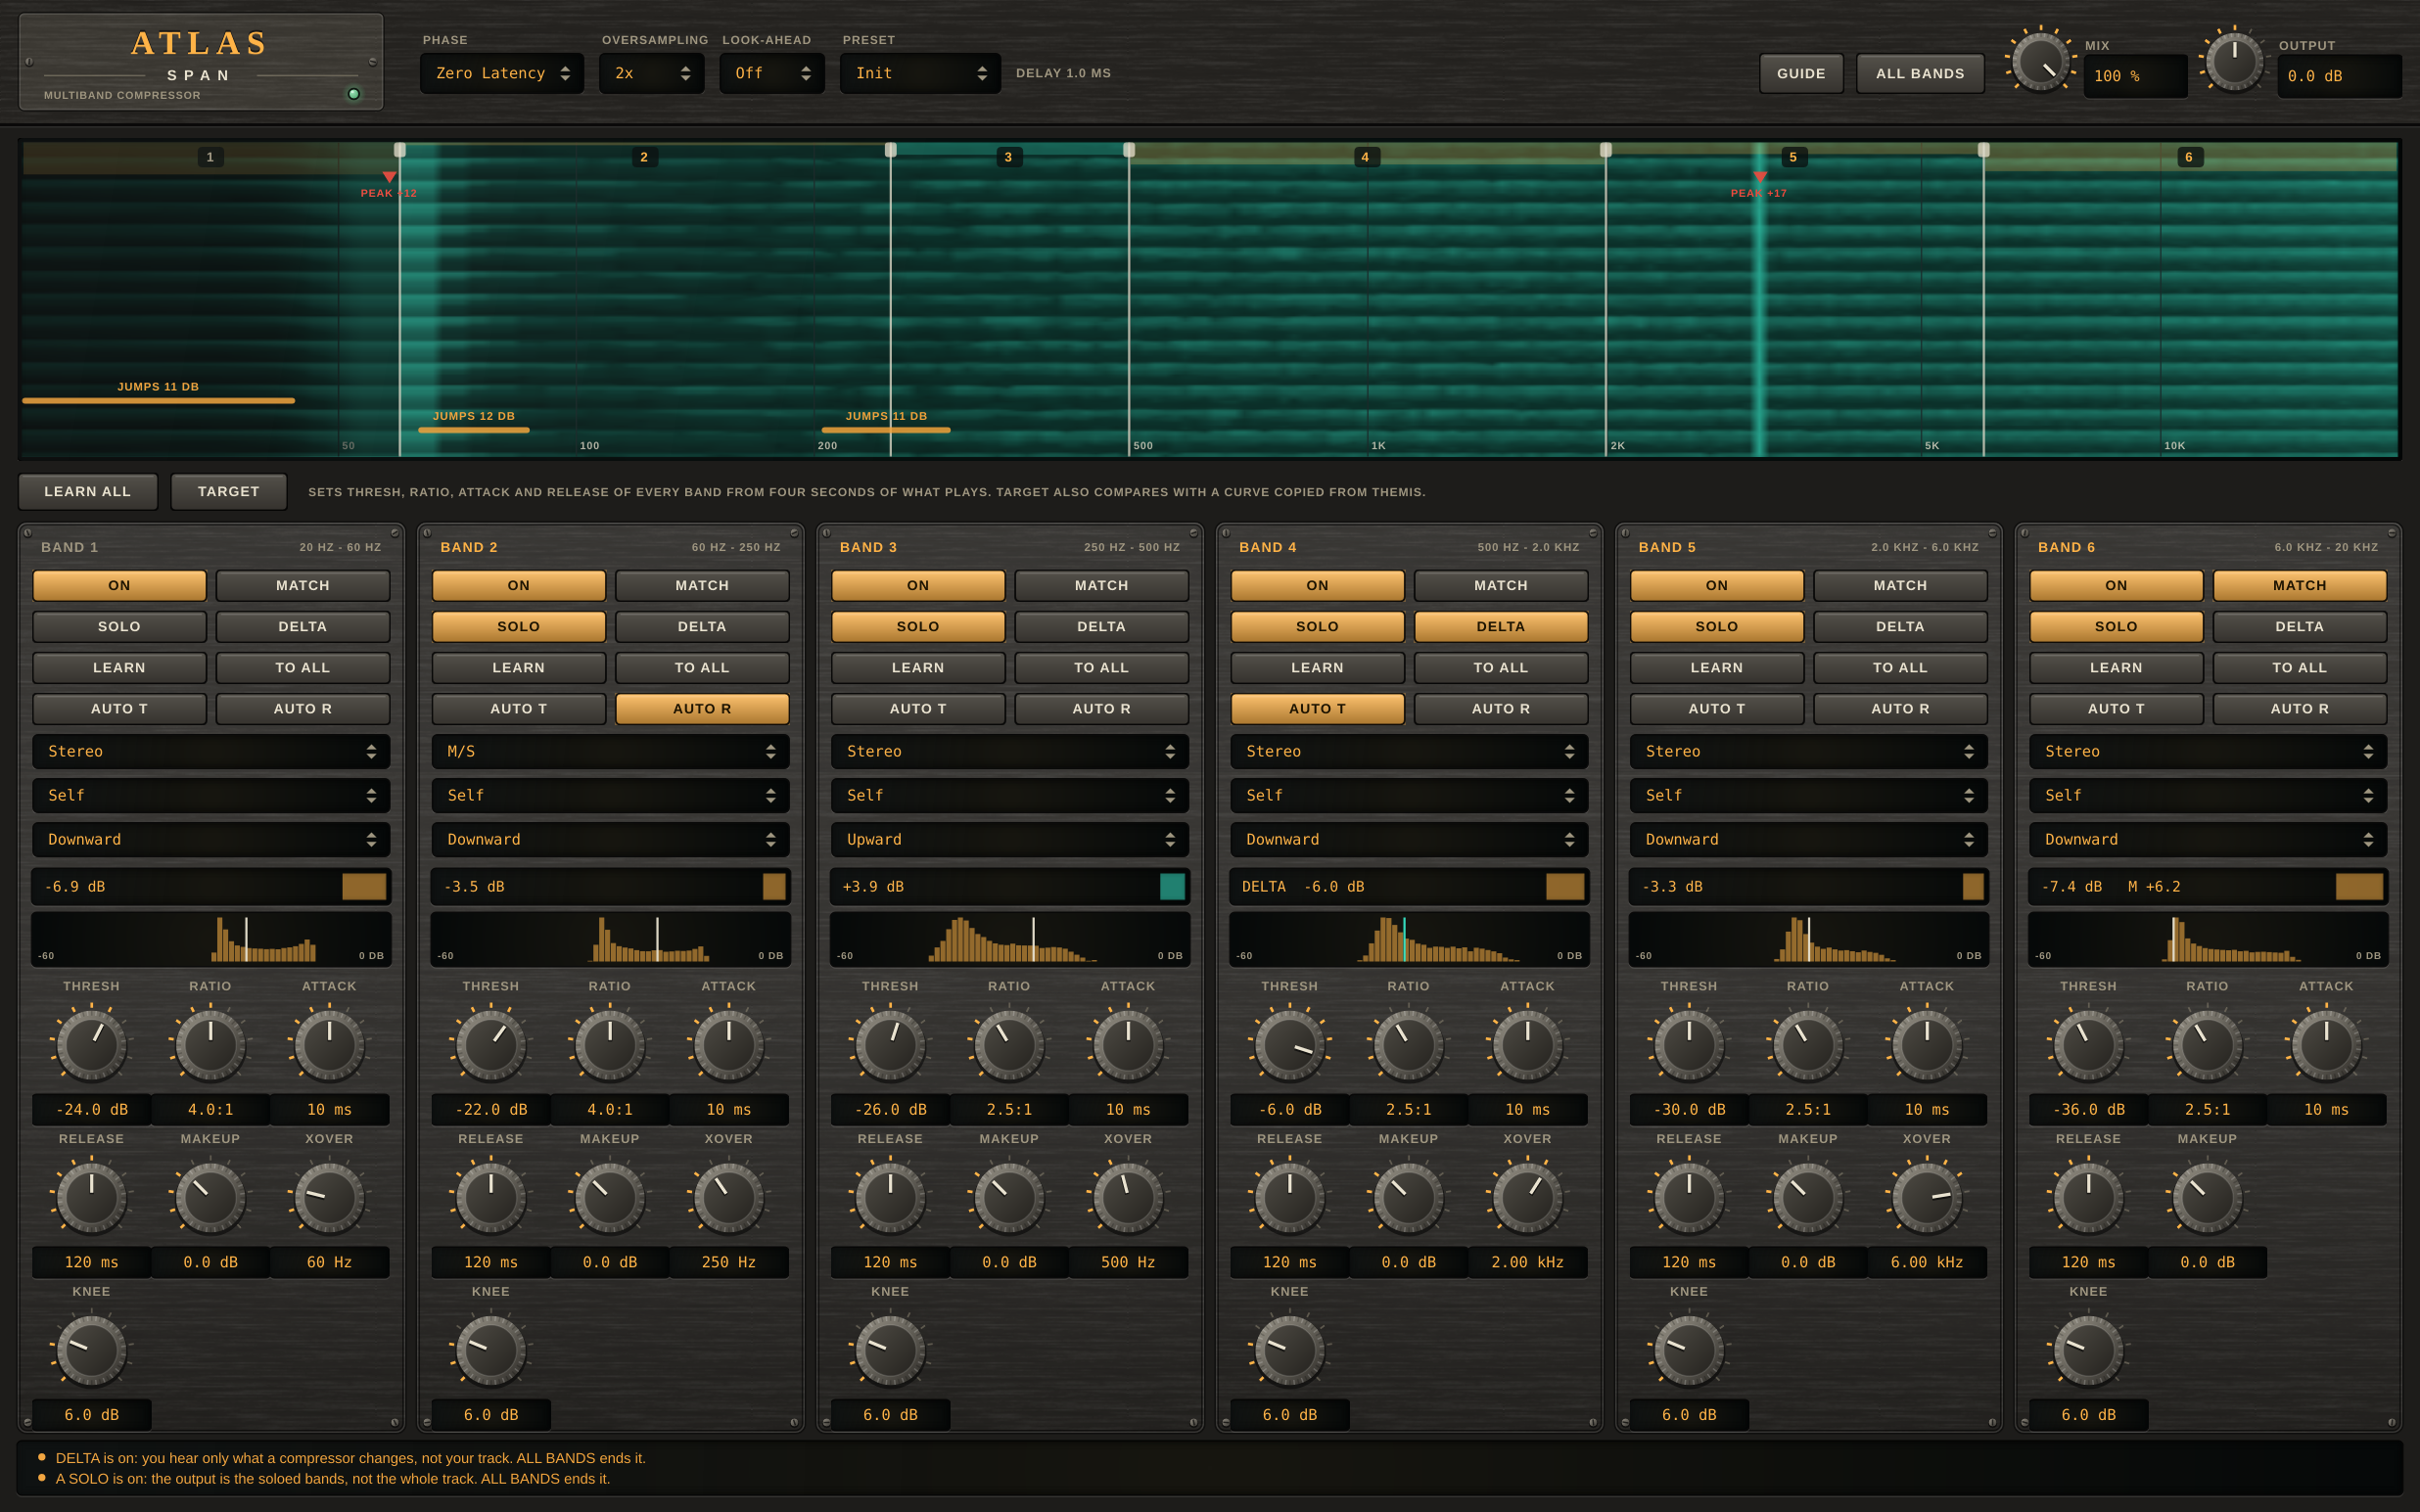 ATLAS
SPAN
MULTIBAND COMPRESSOR
PHASE OVERSAMPLING LOOK-AHEAD PRESET
Zero Latency 2x Off Init DELAY 1.0 MS
GUIDE ALL BANDS
MIX OUTPUT
100 % 0.0 dB
1 2 3 4 5 6
PEAK +12 PEAK +17
JUMPS 11 DB
JUMPS 12 DB JUMPS 11 DB
50 100 200 500 1K 2K 5K 10K
LEARN ALL TARGET SETS THRESH, RATIO, ATTACK AND RELEASE OF EVERY BAND FROM FOUR SECONDS OF WHAT PLAYS. TARGET ALSO COMPARES WITH A CURVE COPIED FROM THEMIS.
BAND 1 20 HZ - 60 HZ
ON MATCH
SOLO DELTA
LEARN TO ALL
AUTO T AUTO R
Stereo
Self
Downward
-6.9 dB
-60 0 DB
THRESH RATIO ATTACK
-24.0 dB 4.0:1 10 ms
RELEASE MAKEUP XOVER
120 ms 0.0 dB 60 Hz
KNEE
6.0 dB
BAND 2 60 HZ - 250 HZ
ON MATCH
SOLO DELTA
LEARN TO ALL
AUTO T AUTO R
M/S
Self
Downward
-3.5 dB
-60 0 DB
THRESH RATIO ATTACK
-22.0 dB 4.0:1 10 ms
RELEASE MAKEUP XOVER
120 ms 0.0 dB 250 Hz
KNEE
6.0 dB
BAND 3 250 HZ - 500 HZ
ON MATCH
SOLO DELTA
LEARN TO ALL
AUTO T AUTO R
Stereo
Self
Upward
+3.9 dB
-60 0 DB
THRESH RATIO ATTACK
-26.0 dB 2.5:1 10 ms
RELEASE MAKEUP XOVER
120 ms 0.0 dB 500 Hz
KNEE
6.0 dB
BAND 4 500 HZ - 2.0 KHZ
ON MATCH
SOLO DELTA
LEARN TO ALL
AUTO T AUTO R
Stereo
Self
Downward
DELTA -6.0 dB
-60 0 DB
THRESH RATIO ATTACK
-6.0 dB 2.5:1 10 ms
RELEASE MAKEUP XOVER
120 ms 0.0 dB 2.00 kHz
KNEE
6.0 dB
BAND 5 2.0 KHZ - 6.0 KHZ
ON MATCH
SOLO DELTA
LEARN TO ALL
AUTO T AUTO R
Stereo
Self
Downward
-3.3 dB
-60 0 DB
THRESH RATIO ATTACK
-30.0 dB 2.5:1 10 ms
RELEASE MAKEUP XOVER
120 ms 0.0 dB 6.00 kHz
KNEE
6.0 dB
BAND 6 6.0 KHZ - 20 KHZ
ON MATCH
SOLO DELTA
LEARN TO ALL
AUTO T AUTO R
Stereo
Self
Downward
-7.4 dB M +6.2
-60 0 DB
THRESH RATIO ATTACK
-36.0 dB 2.5:1 10 ms
RELEASE MAKEUP
120 ms 0.0 dB
KNEE
6.0 dB
DELTA is on: you hear only what a compressor changes, not your track. ALL BANDS ends it.
A SOLO is on: the output is the soloed bands, not the whole track. ALL BANDS ends it.